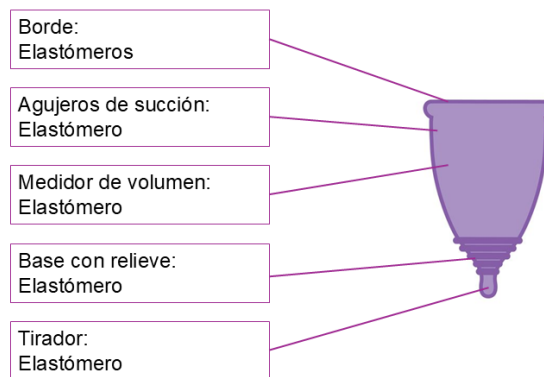 Borde:
Elastómeros
Agujeros de succión:
Elastómero
Medidor de volumen:
Elastómero
Base con relieve:
Elastómero
Tirador:
Elastómero